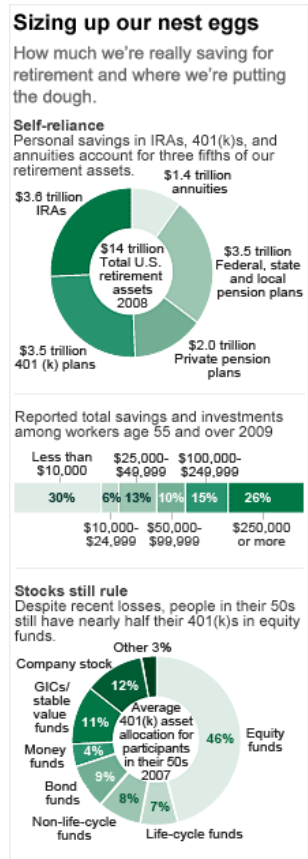 Sizing up our nest eggs
How much we're really saving for
retirement and where we're putting
the dough.
Self-reliance
Personal savings in IRAs, 401(k)s, and
annuities account for three fifths of our
retirement assets.
$1.4 trillion
annuities
$3.6 trillion
IRAs
$14 trillion
Total U.S.
retirement
assets
2008
$3.5 trillion
Federal, state
and local
pension plans
$3.5 trillion
401 (k) plans
$2.0 trillion
Private pension
plans
Reported total savings and investments
among workers age 55 and over 2009
Less than
$10,000
$25,000-
$49,999
$100,000-
$249,999
30% 6% 13% 10% 15% 26%
$10,000-
$24,999
$50,000-
$99,999
$250,000
or more
Stocks still rule
Despite recent losses, people in their 50s
still have nearly half their 401(k)s in equity
funds.
Other 3%
Company stock
12%
GICs/
stable
value
funds
11%
Average
401(k) asset
allocation for
participants
in their 50s
2007
46%
Equity
funds
Money
funds
4%
Bond
funds
9%
Non-life-cycle
funds
8%
7%
Life-cycle funds